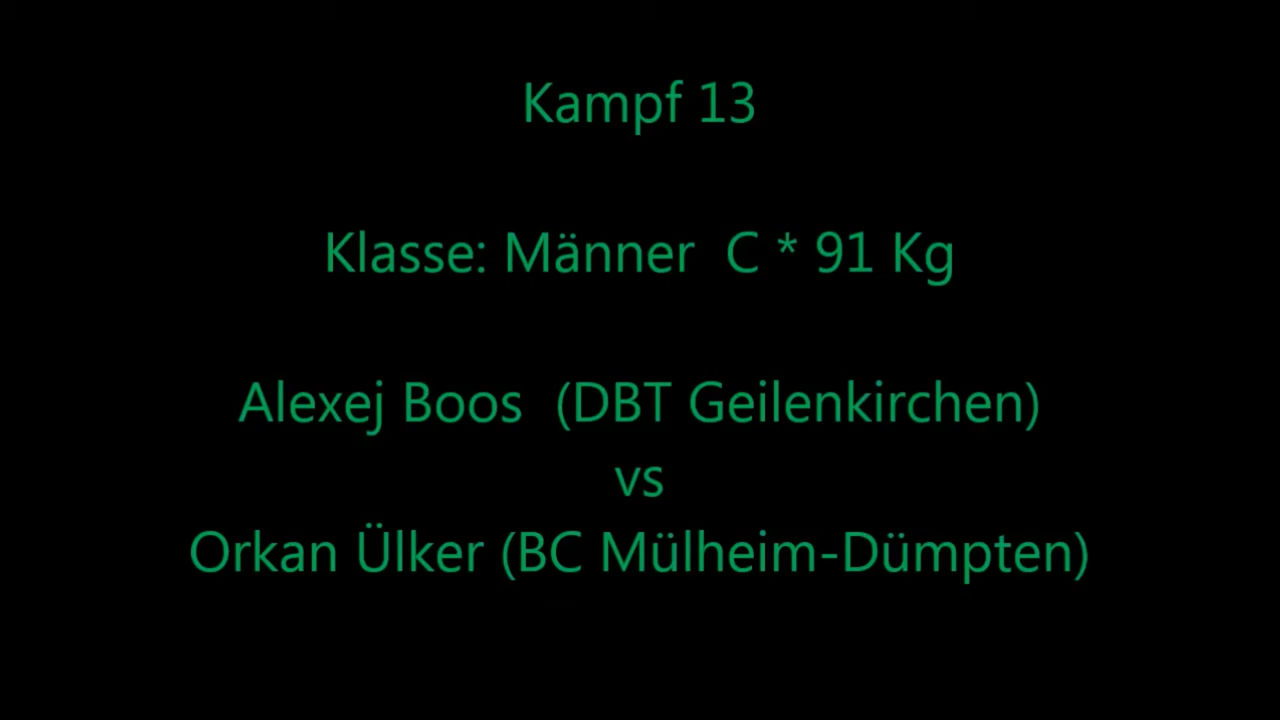 Kampf 13
Klasse: Männer  C * 91 Kg
Alexej Boos  (DBT Geilenkirchen)
vs
Orkan Ülker (BC Mülheim-Dümpten)